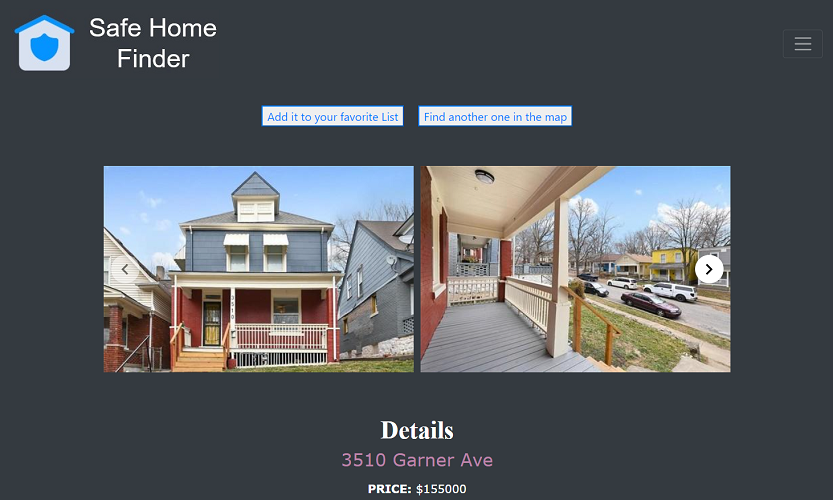 Safe Home
Finder
Add it to your favorite List
Find another one in the map
Details
3510 Garner Ave
PRICE: $155000